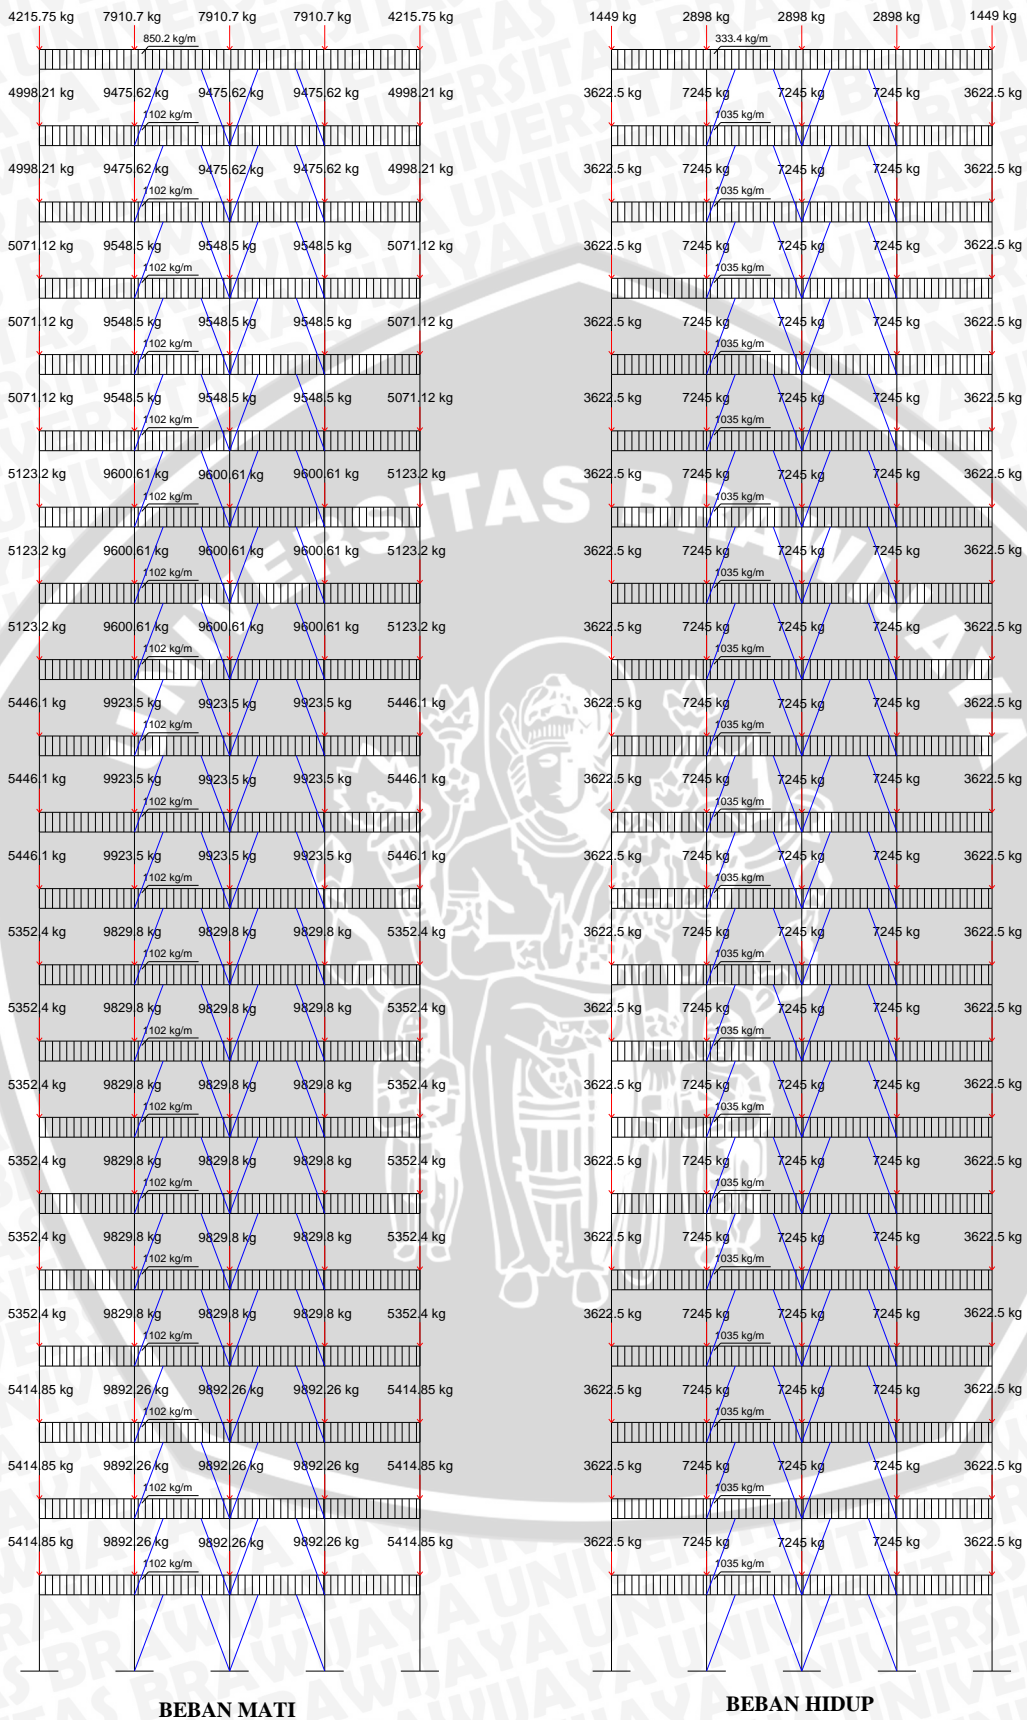 4215.75 kg 7910.7 kg 7910.7 kg 7910.7 kg 4215.75 kg 1449 kg 2898 kg 2898 kg 2898 kg 1449 kg
850.2 kg/m 333.4 kg/m
4998.21 kg 9475.62 kg 9475.62 kg 9475.62 kg 4998.21 kg 3622.5 kg 7245 kg 7245 kg 7245 kg 3622.5 kg
1102 kg/m 1035 kg/m
4998.21 kg 9475.62 kg 9475.62 kg 9475.62 kg 4998.21 kg 3622.5 kg 7245 kg 7245 kg 7245 kg 3622.5 kg
1102 kg/m 1035 kg/m
5071.12 kg 9548.5 kg 9548.5 kg 9548.5 kg 5071.12 kg 3622.5 kg 7245 kg 7245 kg 7245 kg 3622.5 kg
1102 kg/m 1035 kg/m
5071.12 kg 9548.5 kg 9548.5 kg 9548.5 kg 5071.12 kg 3622.5 kg 7245 kg 7245 kg 7245 kg 3622.5 kg
1102 kg/m 1035 kg/m
5071.12 kg 9548.5 kg 9548.5 kg 9548.5 kg 5071.12 kg 3622.5 kg 7245 kg 7245 kg 7245 kg 3622.5 kg
1102 kg/m 1035 kg/m
5123.2 kg 9600.61 kg 9600.61 kg 9600.61 kg 5123.2 kg 3622.5 kg 7245 kg 7245 kg 7245 kg 3622.5 kg
1102 kg/m 1035 kg/m
5123.2 kg 9600.61 kg 9600.61 kg 9600.61 kg 5123.2 kg 3622.5 kg 7245 kg 7245 kg 7245 kg 3622.5 kg
1102 kg/m 1035 kg/m
5123.2 kg 9600.61 kg 9600.61 kg 9600.61 kg 5123.2 kg 3622.5 kg 7245 kg 7245 kg 7245 kg 3622.5 kg
1102 kg/m 1035 kg/m
5446.1 kg 9923.5 kg 9923.5 kg 9923.5 kg 5446.1 kg 3622.5 kg 7245 kg 7245 kg 7245 kg 3622.5 kg
1102 kg/m 1035 kg/m
5446.1 kg 9923.5 kg 9923.5 kg 9923.5 kg 5446.1 kg 3622.5 kg 7245 kg 7245 kg 7245 kg 3622.5 kg
1102 kg/m 1035 kg/m
5446.1 kg 9923.5 kg 9923.5 kg 9923.5 kg 5446.1 kg 3622.5 kg 7245 kg 7245 kg 7245 kg 3622.5 kg
1102 kg/m 1035 kg/m
5352.4 kg 9829.8 kg 9829.8 kg 9829.8 kg 5352.4 kg 3622.5 kg 7245 kg 7245 kg 7245 kg 3622.5 kg
1102 kg/m 1035 kg/m
5352.4 kg 9829.8 kg 9829.8 kg 9829.8 kg 5352.4 kg 3622.5 kg 7245 kg 7245 kg 7245 kg 3622.5 kg
1102 kg/m 1035 kg/m
5352.4 kg 9829.8 kg 9829.8 kg 9829.8 kg 5352.4 kg 3622.5 kg 7245 kg 7245 kg 7245 kg 3622.5 kg
1102 kg/m 1035 kg/m
5352.4 kg 9829.8 kg 9829.8 kg 9829.8 kg 5352.4 kg 3622.5 kg 7245 kg 7245 kg 7245 kg 3622.5 kg
1102 kg/m 1035 kg/m
5352.4 kg 9829.8 kg 9829.8 kg 9829.8 kg 5352.4 kg 3622.5 kg 7245 kg 7245 kg 7245 kg 3622.5 kg
1102 kg/m 1035 kg/m
5352.4 kg 9829.8 kg 9829.8 kg 9829.8 kg 5352.4 kg 3622.5 kg 7245 kg 7245 kg 7245 kg 3622.5 kg
1102 kg/m 1035 kg/m
5414.85 kg 9892.26 kg 9892.26 kg 9892.26 kg 5414.85 kg 3622.5 kg 7245 kg 7245 kg 7245 kg 3622.5 kg
1102 kg/m 1035 kg/m
5414.85 kg 9892.26 kg 9892.26 kg 9892.26 kg 5414.85 kg 3622.5 kg 7245 kg 7245 kg 7245 kg 3622.5 kg
1102 kg/m 1035 kg/m
5414.85 kg 9892.26 kg 9892.26 kg 9892.26 kg 5414.85 kg 3622.5 kg 7245 kg 7245 kg 7245 kg 3622.5 kg
1102 kg/m 1035 kg/m
BEBAN MATI BEBAN HIDUP
UNIVERSITAS BRAWIJAYA